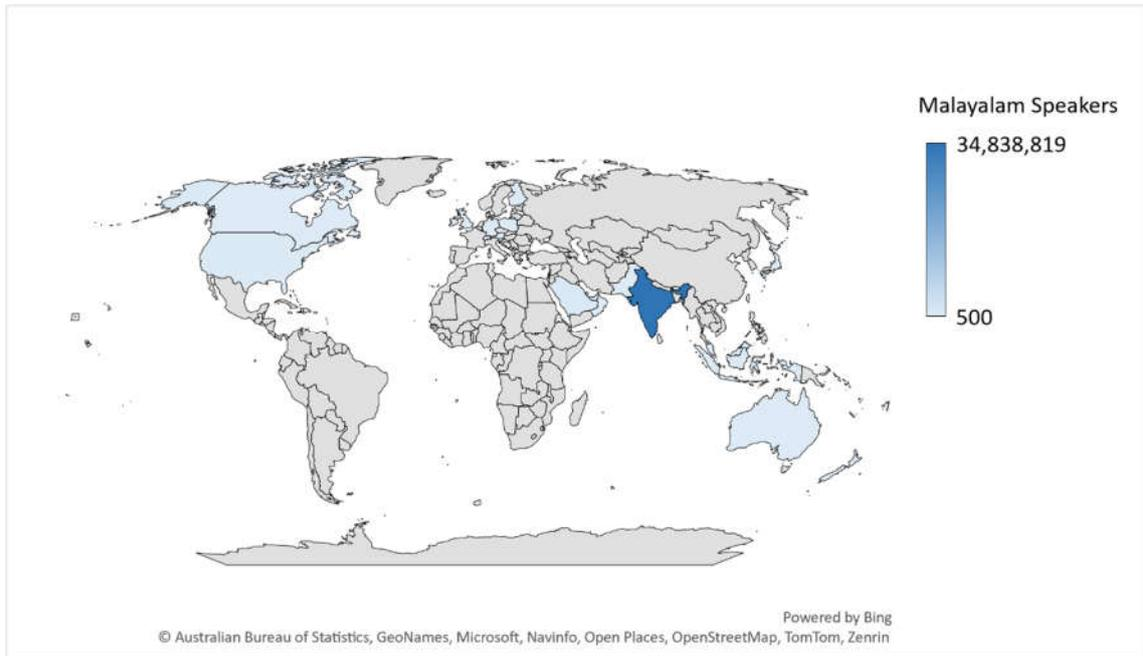 Malayalam Speakers
34,838,819
500
Powered by Bing
© Australian Bureau of Statistics, GeoNames, Microsoft, Navinfo, Open Places, OpenStreetMap, TomTom, Zenrin